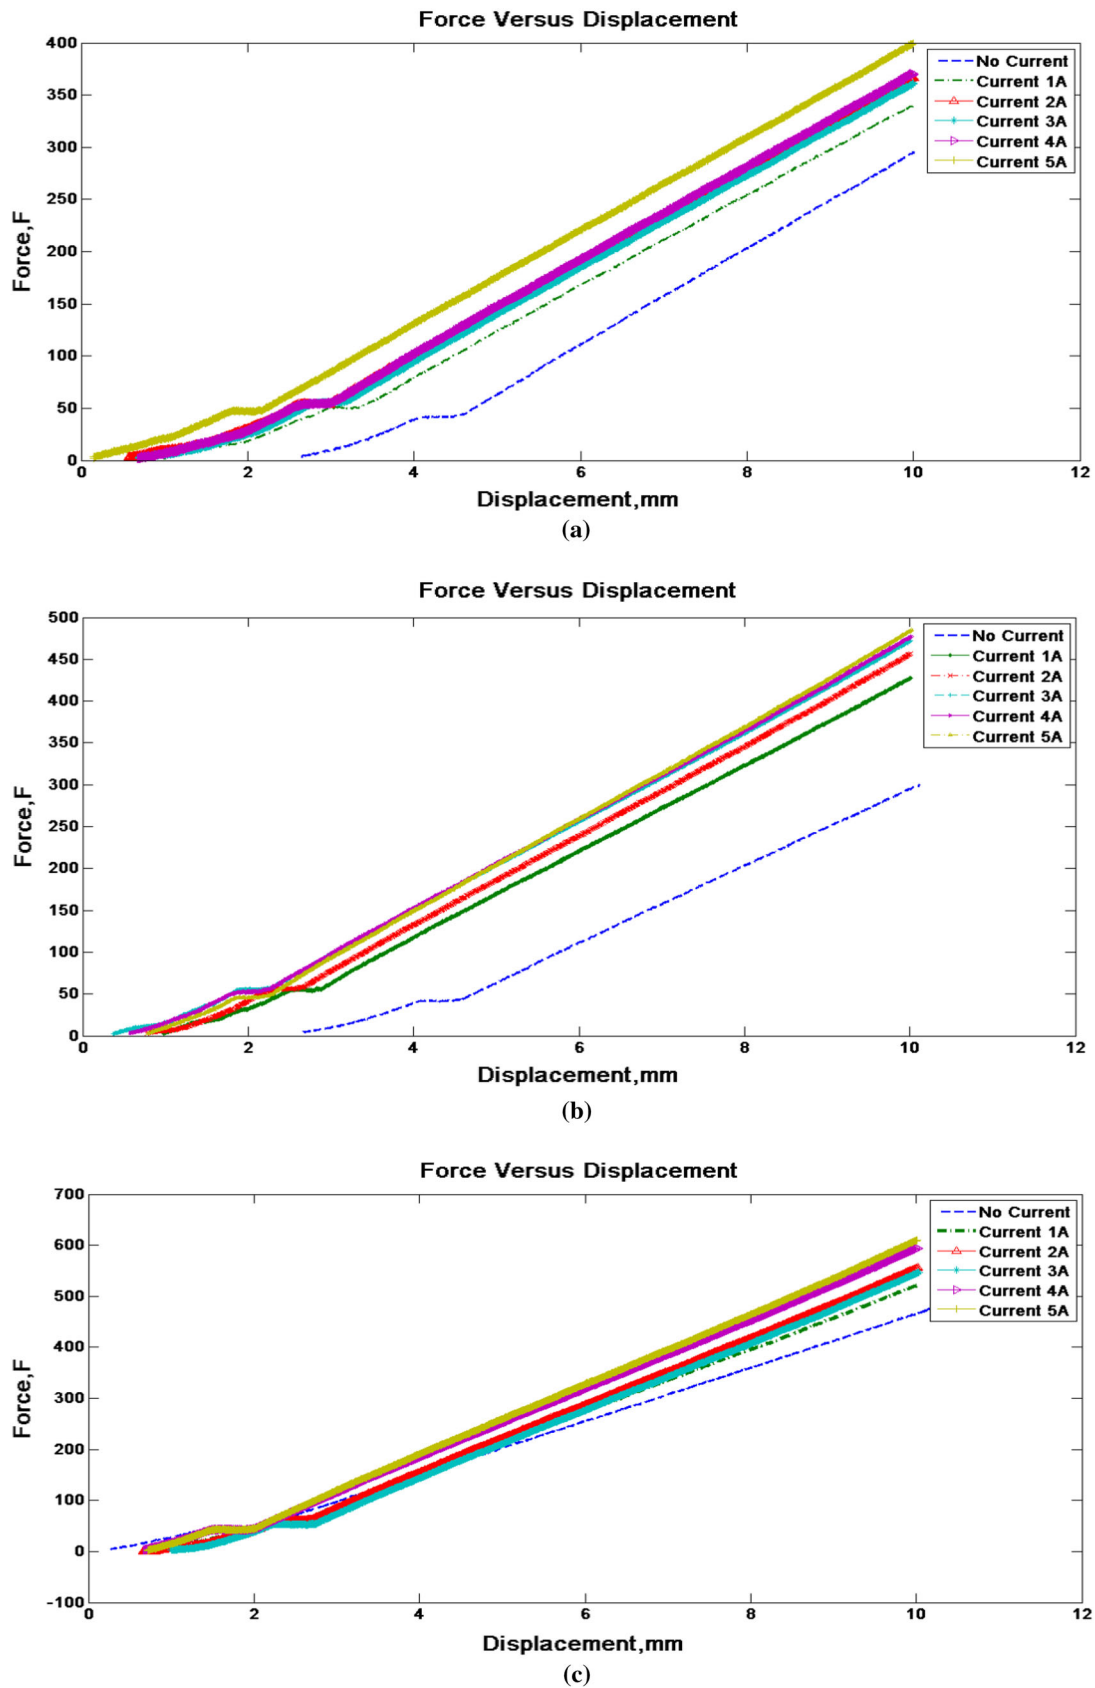 Force Versus Displacement
400
350
300
250
200
150
100
50
0
Force,F
No Current
Current 1A
Current 2A
Current 3A
Current 4A
Current 5A
0 2 4 6 8 10 12
Displacement,mm
(a)
Force Versus Displacement
500
450
400
350
300
250
200
150
100
50
0
Force,F
No Current
Current 1A
Current 2A
Current 3A
Current 4A
Current 5A
0 2 4 6 8 10 12
Displacement,mm
(b)
Force Versus Displacement
700
600
500
400
300
200
100
0
-100
Force,F
No Current
Current 1A
Current 2A
Current 3A
Current 4A
Current 5A
0 2 4 6 8 10 12
Displacement,mm
(c)